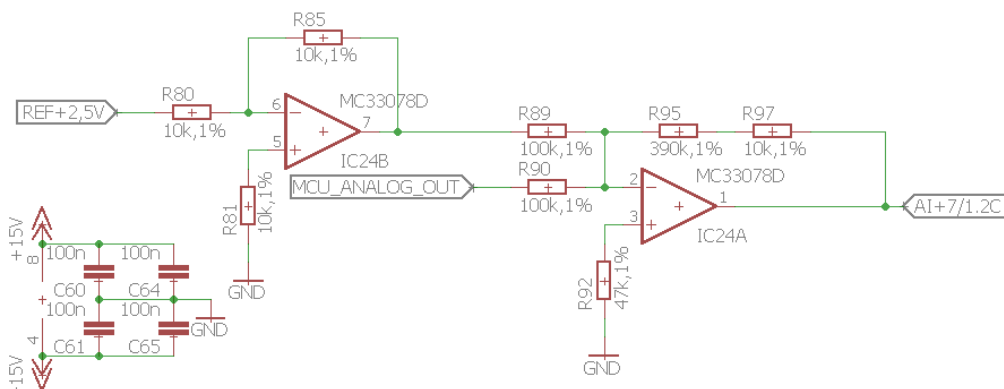 R85
10k,1%
REF+2,5V
R80
10k,1%
6
5
7
MC33078D
IC24B
R81
10k,1%
R89
100k,1%
R95
390k,1%
R97
10k,1%
MCU_ANALOG_OUT
R90
100k,1%
2
3
1
MC33078D
IC24A
AI+7/1.2C
R92
47k,1%
GND
GND
+15V
8
100n
100n
C60
C64
100n
100n
GND
4
C61
C65